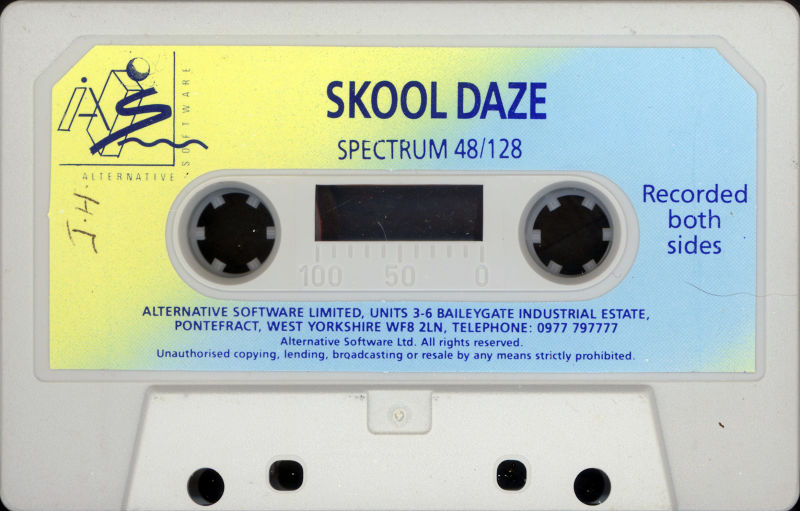 SKOOL DAZE
SPECTRUM 48/128
AS
SOFTWARE
ALTERNATIVE
J.H.
Recorded
both
sides
100 50 0
ALTERNATIVE SOFTWARE LIMITED, UNITS 3-6 BAILEYGATE INDUSTRIAL ESTATE,
PONTEFRACT, WEST YORKSHIRE WF8 2LN, TELEPHONE: 0977 797777
Alternative Software Ltd. All rights reserved.
Unauthorised copying, lending, broadcasting or resale by any means strictly prohibited.